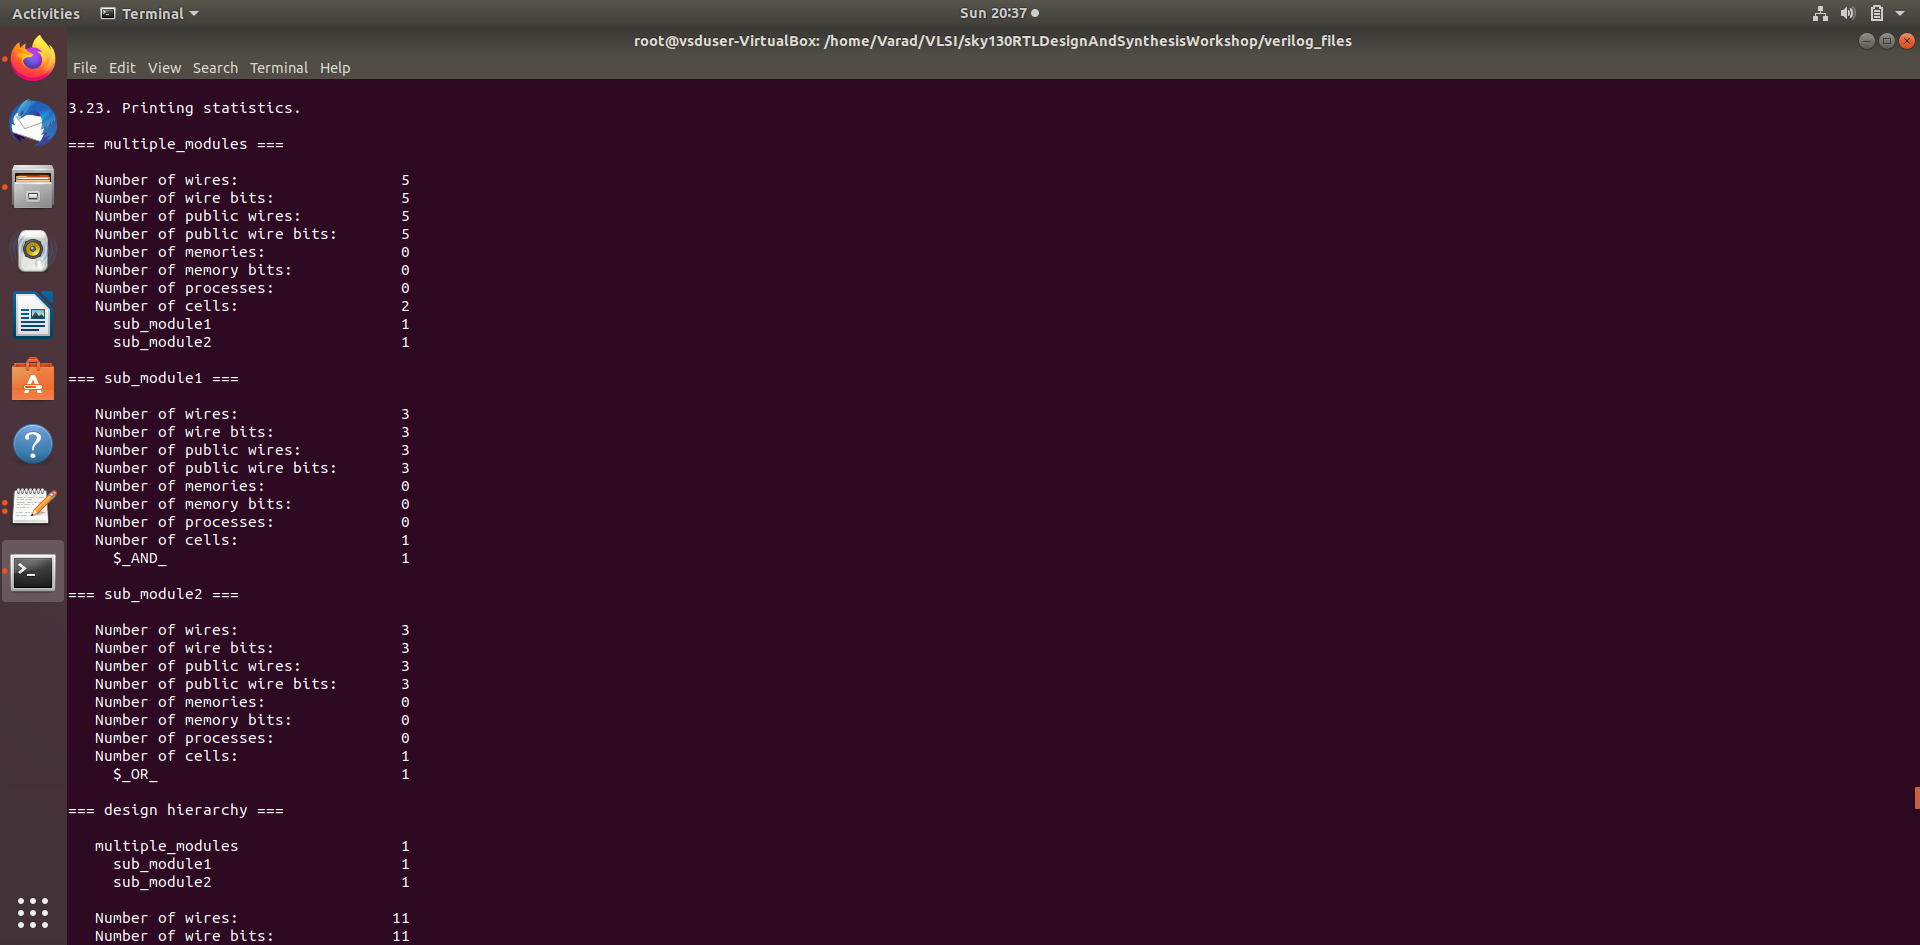 Activities Terminal Sun 20:37
root@vsduser-VirtualBox: /home/Varad/VLSI/sky130RTLDesignAndSynthesisWorkshop/verilog_files
File Edit View Search Terminal Help
3.23. Printing statistics.
=== multiple_modules ===
Number of wires: 5
Number of wire bits: 5
Number of public wires: 5
Number of public wire bits: 5
Number of memories: 0
Number of memory bits: 0
Number of processes: 0
Number of cells: 2
sub_module1 1
sub_module2 1
=== sub_module1 ===
Number of wires: 3
Number of wire bits: 3
Number of public wires: 3
Number of public wire bits: 3
Number of memories: 0
Number of memory bits: 0
Number of processes: 0
Number of cells: 1
$_AND_ 1
=== sub_module2 ===
Number of wires: 3
Number of wire bits: 3
Number of public wires: 3
Number of public wire bits: 3
Number of memories: 0
Number of memory bits: 0
Number of processes: 0
Number of cells: 1
$_OR_ 1
=== design hierarchy ===
multiple_modules 1
sub_module1 1
sub_module2 1
Number of wires: 11
Number of wire bits: 11